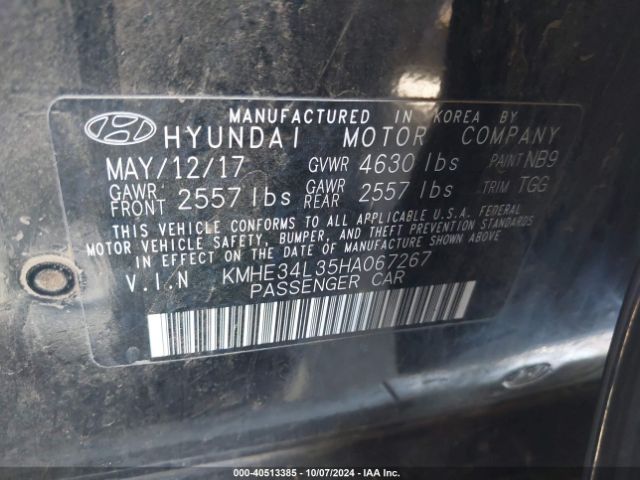 MANUFACTURED IN KOREA BY
HYUNDAI MOTOR COMPANY
MAY/12/17 GVWR 4630 lbs PAINT NB9
GAWR FRONT 2557 lbs GAWR REAR 2557 lbs TRIM TGG
THIS VEHICLE CONFORMS TO ALL APPLICABLE U.S.A. FEDERAL
MOTOR VEHICLE SAFETY, BUMPER, AND THEFT PREVENTION STANDARDS
IN EFFECT ON THE DATE OF MANUFACTURE SHOWN ABOVE
V.I.N KMHE34L35HA067267
PASSENGER CAR
000-40513385 - 10/07/2024 - IAA Inc.